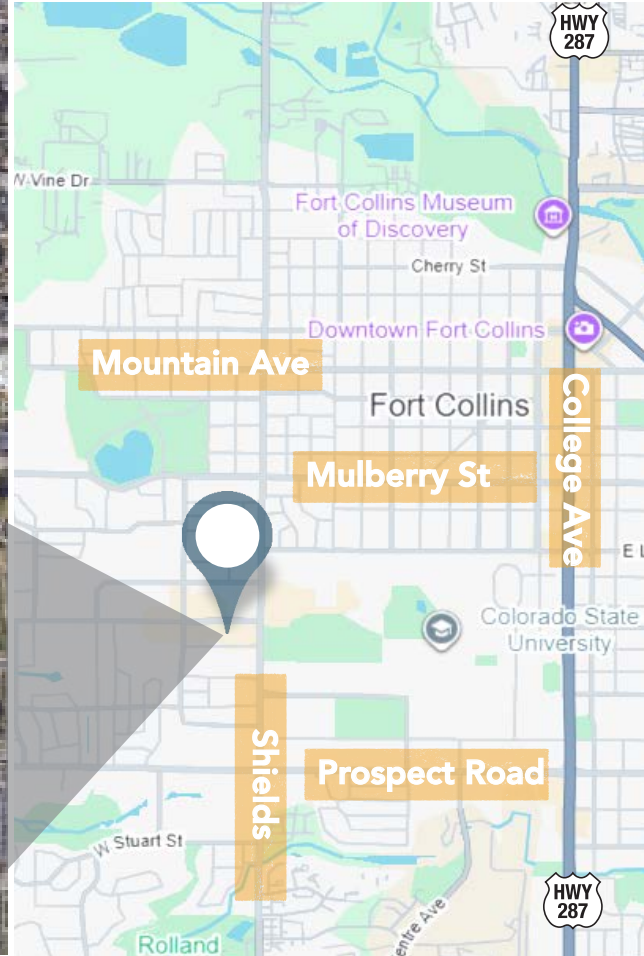 HWY
287
W Vine Dr
Fort Collins Museum
of Discovery
Cherry St
Downtown Fort Collins
Mountain Ave
Fort Collins
College Ave
Mulberry St
Colorado State
University
Shields
Prospect Road
W Stuart St
HWY
287
Rolland